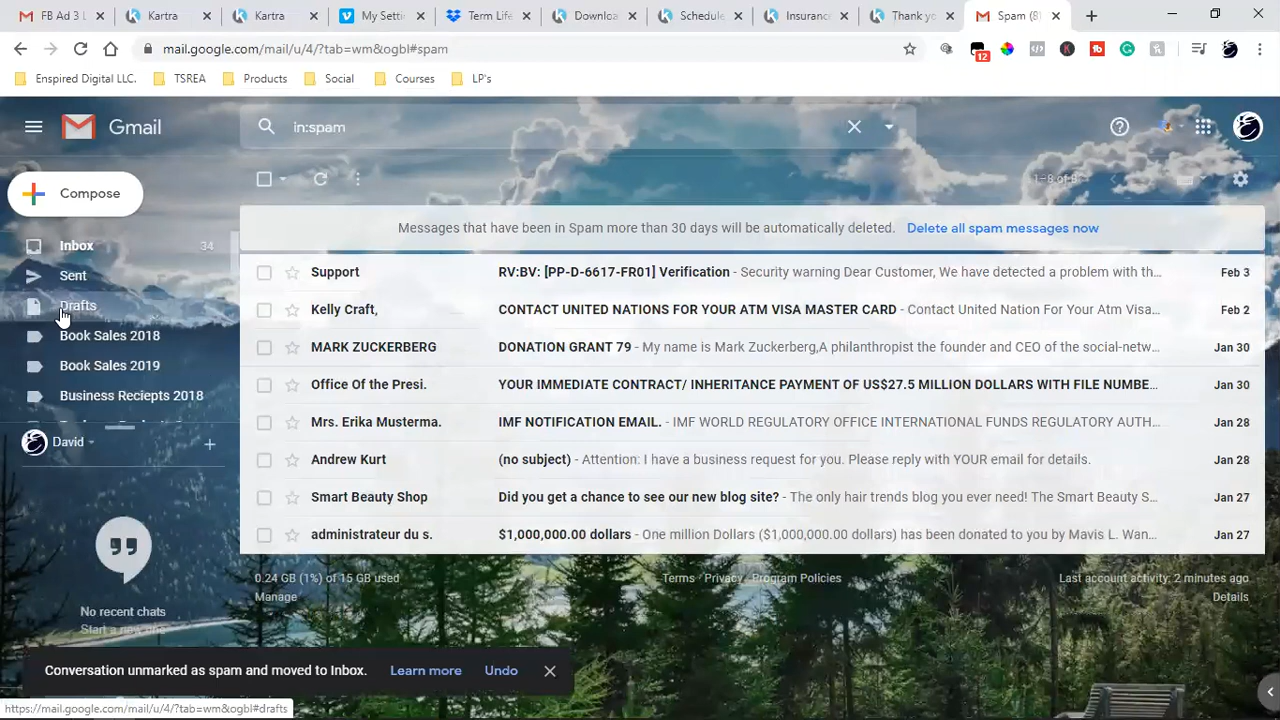 FB Ad 3 L
Kartra
Kartra
My Setti
Term Life
Downloa
Schedule
Insuranc
Thank yo
Spam (8)
mail.google.com/mail/u/4/?tab=wm&ogbl#spam
12
Enspired Digital LLC.
TSREA
Products
Social
Courses
LP's
Gmail
in:spam
Compose
1–8 of 8
Messages that have been in Spam more than 30 days will be automatically deleted. Delete all spam messages now
Inbox 34
Sent
Drafts
Book Sales 2018
Book Sales 2019
Business Reciepts 2018
David
Support RV:BV: [PP-D-6617-FR01] Verification - Security warning Dear Customer, We have detected a problem with th... Feb 3
Kelly Craft, CONTACT UNITED NATIONS FOR YOUR ATM VISA MASTER CARD - Contact United Nation For Your Atm Visa... Feb 2
MARK ZUCKERBERG DONATION GRANT 79 - My name is Mark Zuckerberg,A philanthropist the founder and CEO of the social-netw... Jan 30
Office Of the Presi. YOUR IMMEDIATE CONTRACT/ INHERITANCE PAYMENT OF US$27.5 MILLION DOLLARS WITH FILE NUMBE... Jan 30
Mrs. Erika Musterma. IMF NOTIFICATION EMAIL. - IMF WORLD REGULATORY OFFICE INTERNATIONAL FUNDS REGULATORY AUTH... Jan 28
Andrew Kurt (no subject) - Attention: I have a business request for you. Please reply with YOUR email for details. Jan 28
Smart Beauty Shop Did you get a chance to see our new blog site? - The only hair trends blog you ever need! The Smart Beauty S... Jan 27
administrateur du s. $1,000,000.00 dollars - One million Dollars ($1,000,000.00 dollars) has been donated to you by Mavis L. Wan... Jan 27
No recent chats
Start a new one
0.24 GB (1%) of 15 GB used
Manage
Terms · Privacy · Program Policies
Last account activity: 2 minutes ago
Details
Conversation unmarked as spam and moved to Inbox. Learn more Undo
https://mail.google.com/mail/u/4/?tab=wm&ogbl#drafts